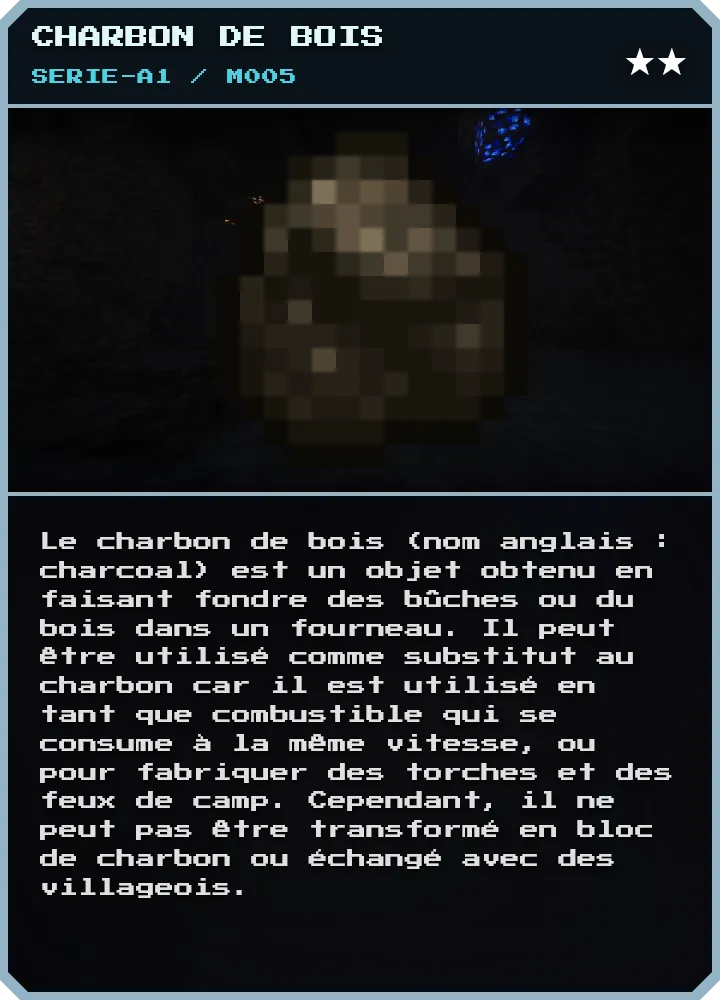 CHARBON DE BOIS
SERIE-A1 / M005
★★
Le charbon de bois (nom anglais :
charcoal) est un objet obtenu en
faisant fondre des bûches ou du
bois dans un fourneau. Il peut
être utilisé comme substitut au
charbon car il est utilisé en
tant que combustible qui se
consume à la même vitesse, ou
pour fabriquer des torches et des
feux de camp. Cependant, il ne
peut pas être transformé en bloc
de charbon ou échangé avec des
villageois.